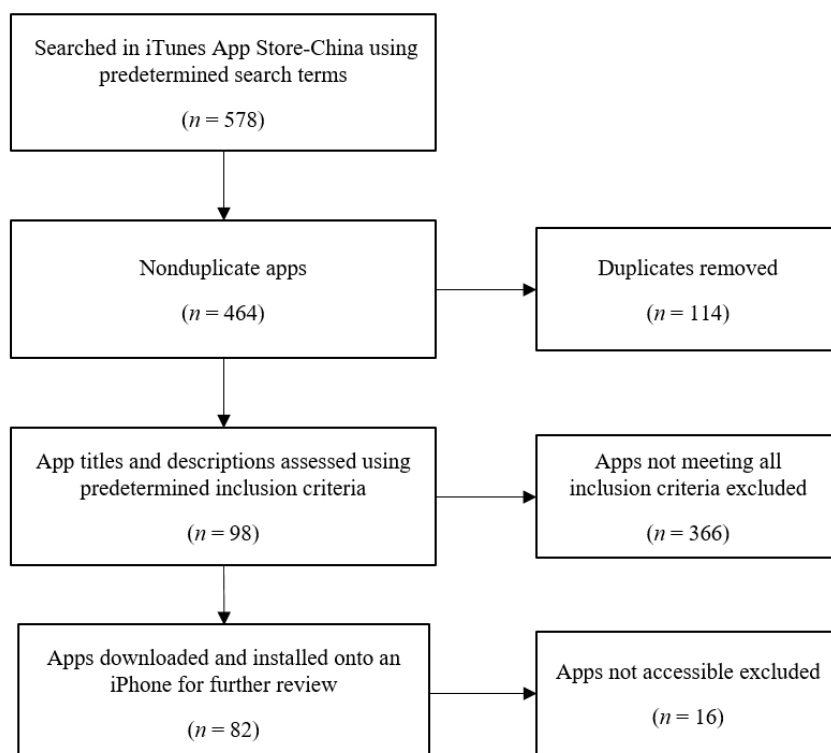 Searched in iTunes App Store-China using
predetermined search terms
(n = 578)
Nonduplicate apps
(n = 464)
Duplicates removed
(n = 114)
App titles and descriptions assessed using
predetermined inclusion criteria
(n = 98)
Apps not meeting all
inclusion criteria excluded
(n = 366)
Apps downloaded and installed onto an
iPhone for further review
(n = 82)
Apps not accessible excluded
(n = 16)